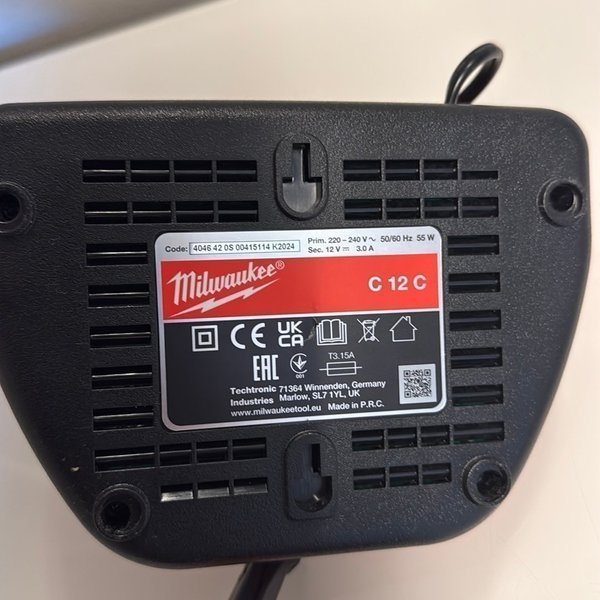 Code: 4046 42 0S 00415114 K2024
Prim. 220 – 240 V ~ 50/60 Hz 55 W
Sec. 12 V ⎓ 3.0 A
Milwaukee®
C 12 C
CE UK CA
EAC 001 T3.15A
Techtronic 71364 Winnenden, Germany
Industries Marlow, SL7 1YL, UK
www.milwaukeetool.eu Made in P.R.C.